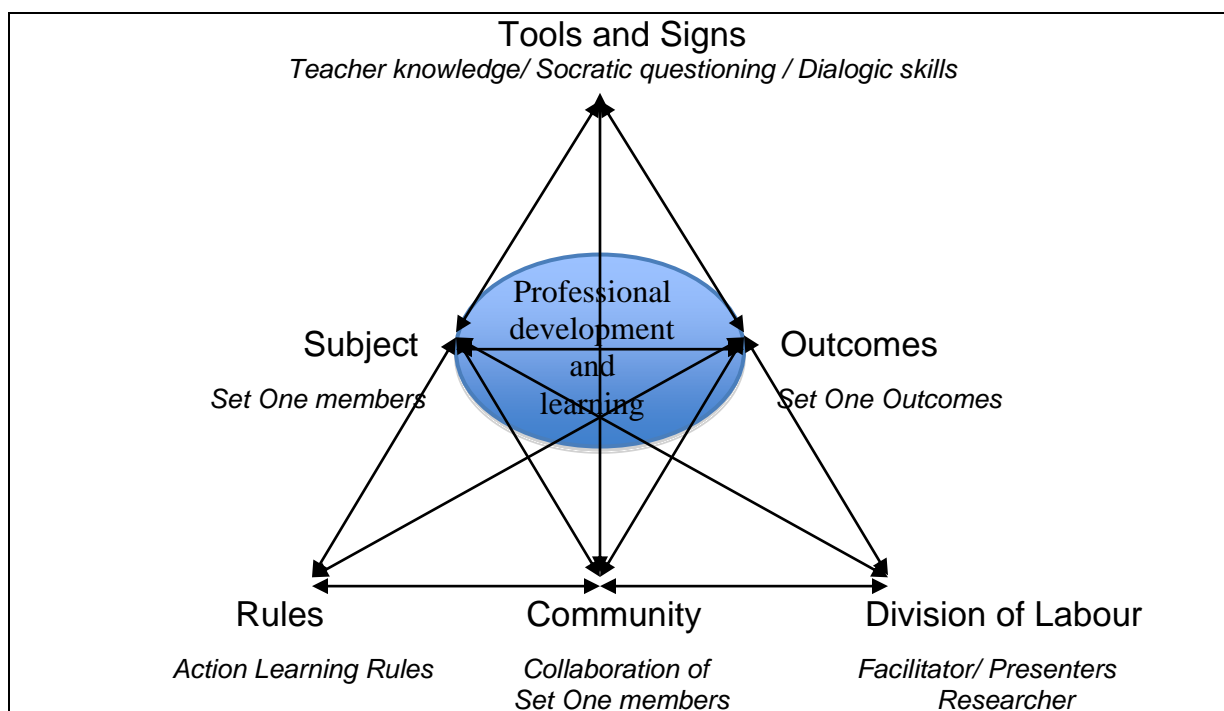 Tools and Signs
Teacher knowledge/ Socratic questioning / Dialogic skills
Professional
development
and
learning
Subject
Set One members
Outcomes
Set One Outcomes
Rules
Action Learning Rules
Community
Collaboration of
Set One members
Division of Labour
Facilitator/ Presenters
Researcher